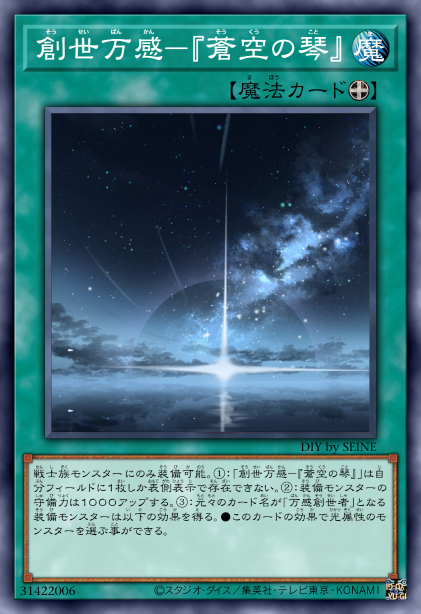 創世万感－『蒼空の琴』 魔
【魔法カード】
DIY by SEINE
戦士族モンスターにのみ装備可能。①：「創世万感－『蒼空の琴』」は自
分フィールドに1枚しか表側表示で存在できない。②：装備モンスターの
守備力は1000アップする。③：元々のカード名が「万感創世者」となる
装備モンスターは以下の効果を得る。●このカードの効果で光属性のモ
ンスターを選ぶ事ができる。
31422006 ©スタジオ・ダイス／集英社・テレビ東京・KONAMI